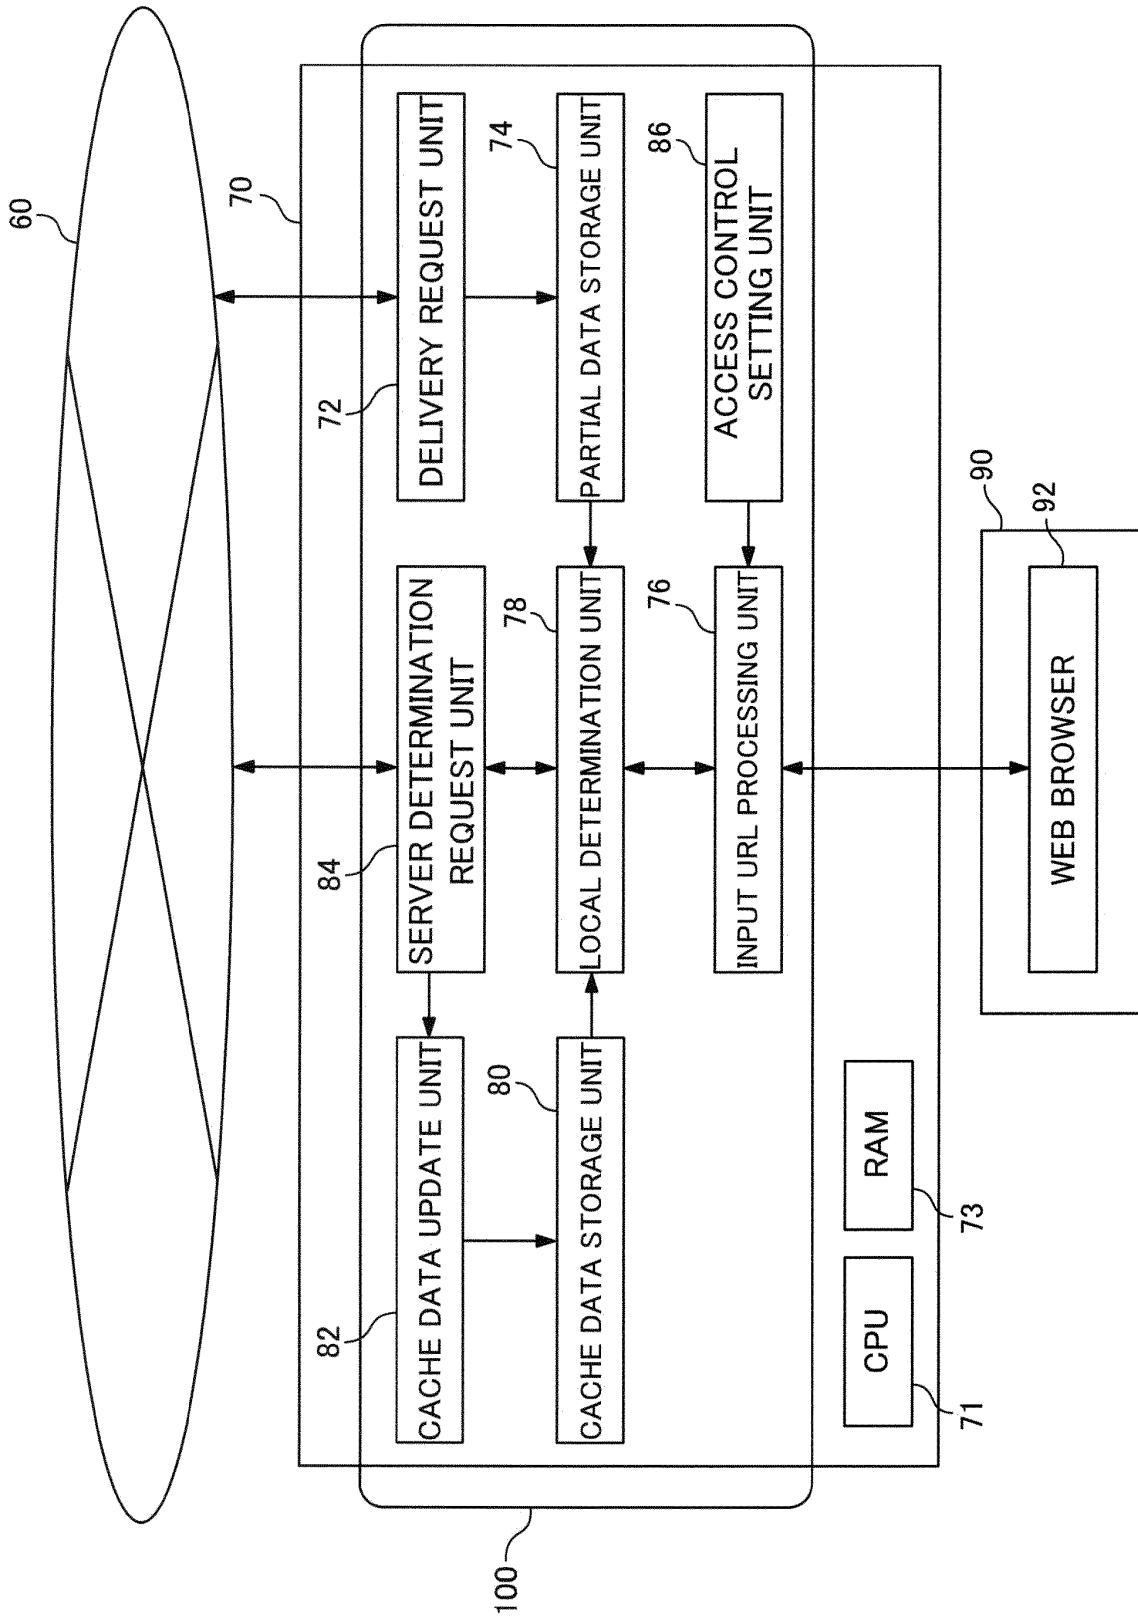 60
70
72
DELIVERY REQUEST UNIT
74
PARTIAL DATA STORAGE UNIT
86
ACCESS CONTROL
SETTING UNIT
84
SERVER DETERMINATION
REQUEST UNIT
78
LOCAL DETERMINATION UNIT
76
INPUT URL PROCESSING UNIT
90
92
WEB BROWSER
82
CACHE DATA UPDATE UNIT
80
CACHE DATA STORAGE UNIT
RAM
73
CPU
71
100